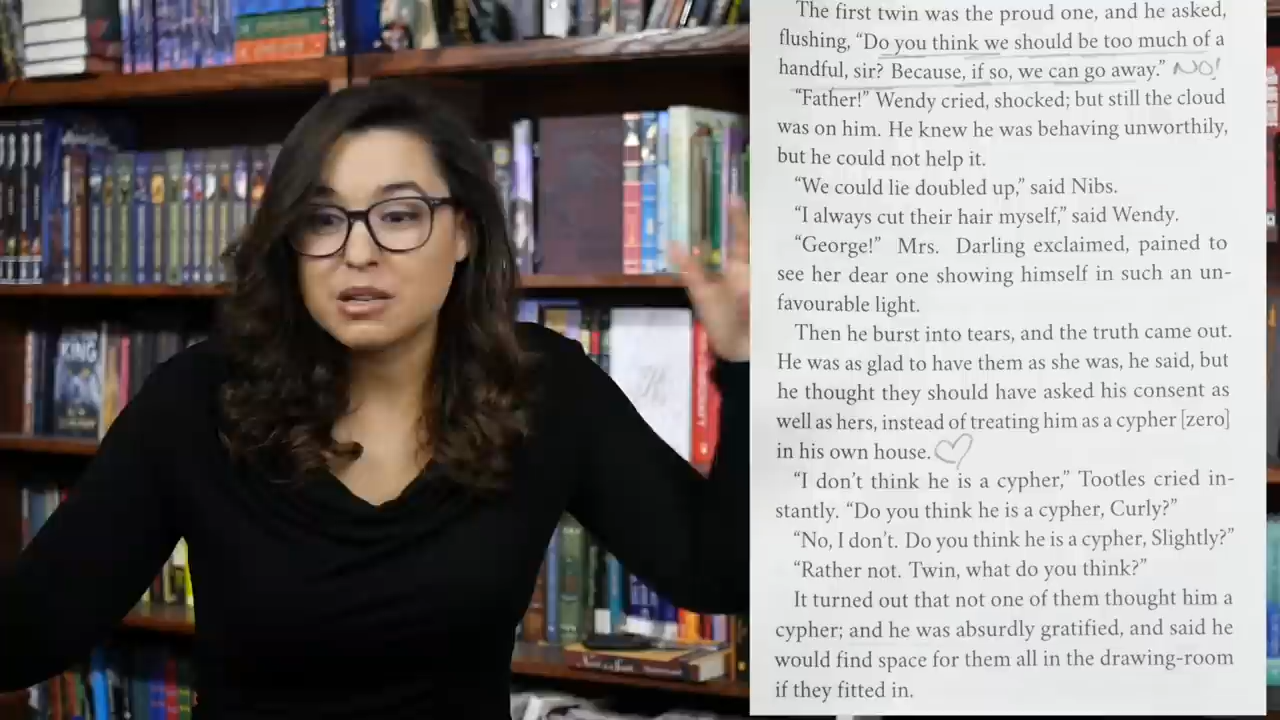 The first twin was the proud one, and he asked,
flushing, “Do you think we should be too much of a
handful, sir? Because, if so, we can go away.” NO!
“Father!” Wendy cried, shocked; but still the cloud
was on him. He knew he was behaving unworthily,
but he could not help it.
“We could lie doubled up,” said Nibs.
“I always cut their hair myself,” said Wendy.
“George!” Mrs. Darling exclaimed, pained to
see her dear one showing himself in such an un-
favourable light.
Then he burst into tears, and the truth came out.
He was as glad to have them as she was, he said, but
he thought they should have asked his consent as
well as hers, instead of treating him as a cypher [zero]
in his own house.
“I don’t think he is a cypher,” Tootles cried in-
stantly. “Do you think he is a cypher, Curly?”
“No, I don’t. Do you think he is a cypher, Slightly?”
“Rather not. Twin, what do you think?”
It turned out that not one of them thought him a
cypher; and he was absurdly gratified, and said he
would find space for them all in the drawing-room
if they fitted in.
KING